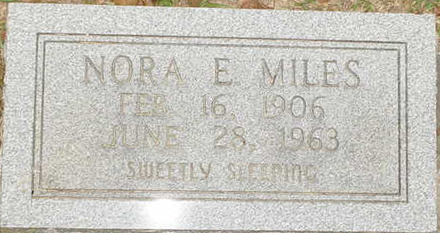 NORA E. MILES
FEB. 16, 1906
JUNE 28, 1963
SWEETLY SLEEPING